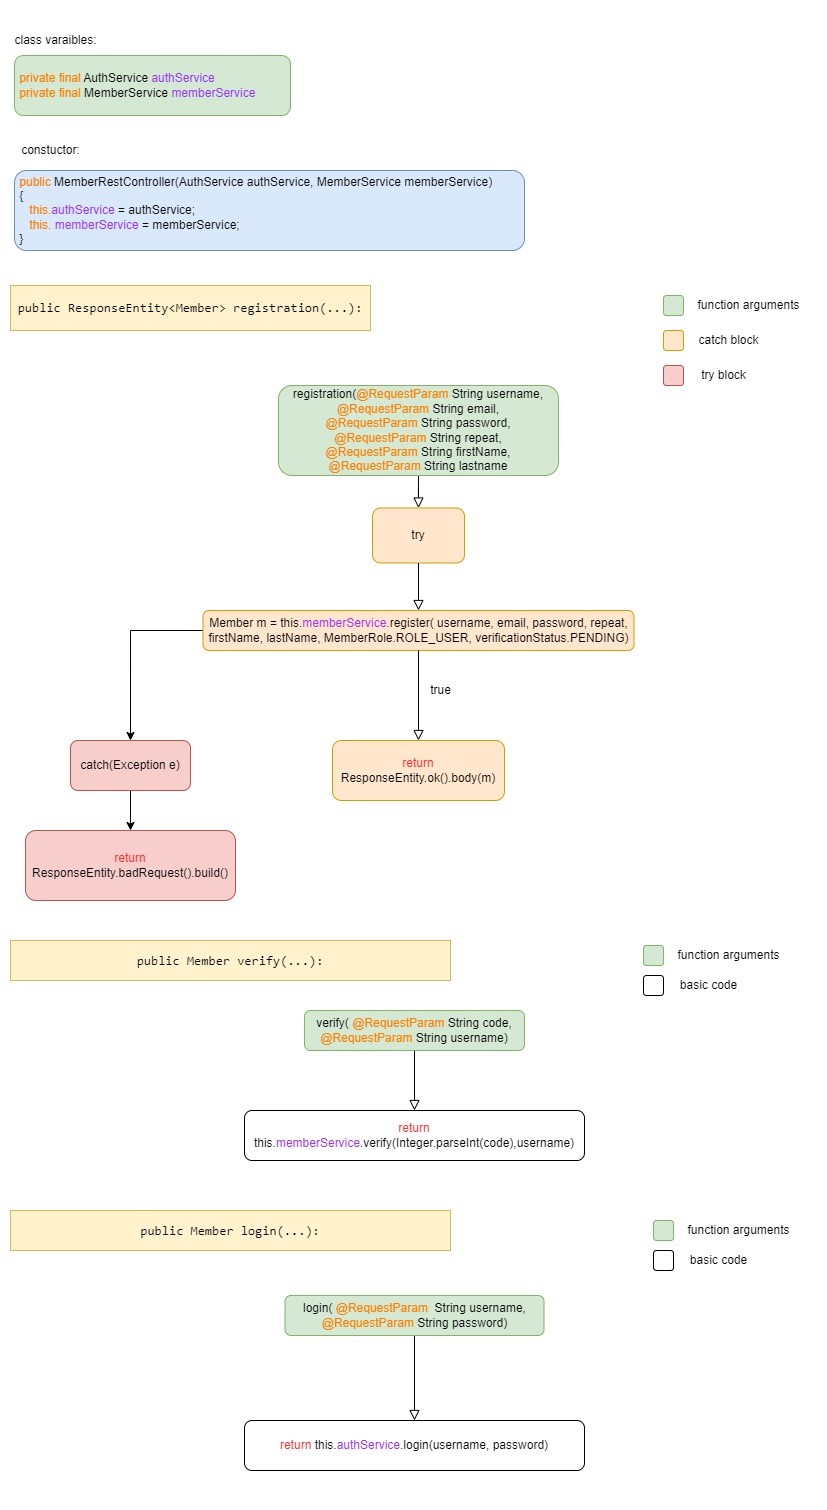 class varaibles:
private final AuthService authService
private final MemberService memberService
constuctor:
public MemberRestController(AuthService authService, MemberService memberService)
{
this.authService = authService;
this. memberService = memberService;
}
public ResponseEntity<Member> registration(...):
function arguments
catch block
try block
registration(@RequestParam String username,
@RequestParam String email,
@RequestParam String password,
@RequestParam String repeat,
@RequestParam String firstName,
@RequestParam String lastname
try
Member m = this.memberService.register( username, email, password, repeat,
firstName, lastName, MemberRole.ROLE_USER, verificationStatus.PENDING)
true
catch(Exception e)
return
ResponseEntity.ok().body(m)
return
ResponseEntity.badRequest().build()
public Member verify(...):
function arguments
basic code
verify( @RequestParam String code,
@RequestParam String username)
return
this.memberService.verify(Integer.parseInt(code),username)
public Member login(...):
function arguments
basic code
login( @RequestParam  String username,
@RequestParam String password)
return this.authService.login(username, password)